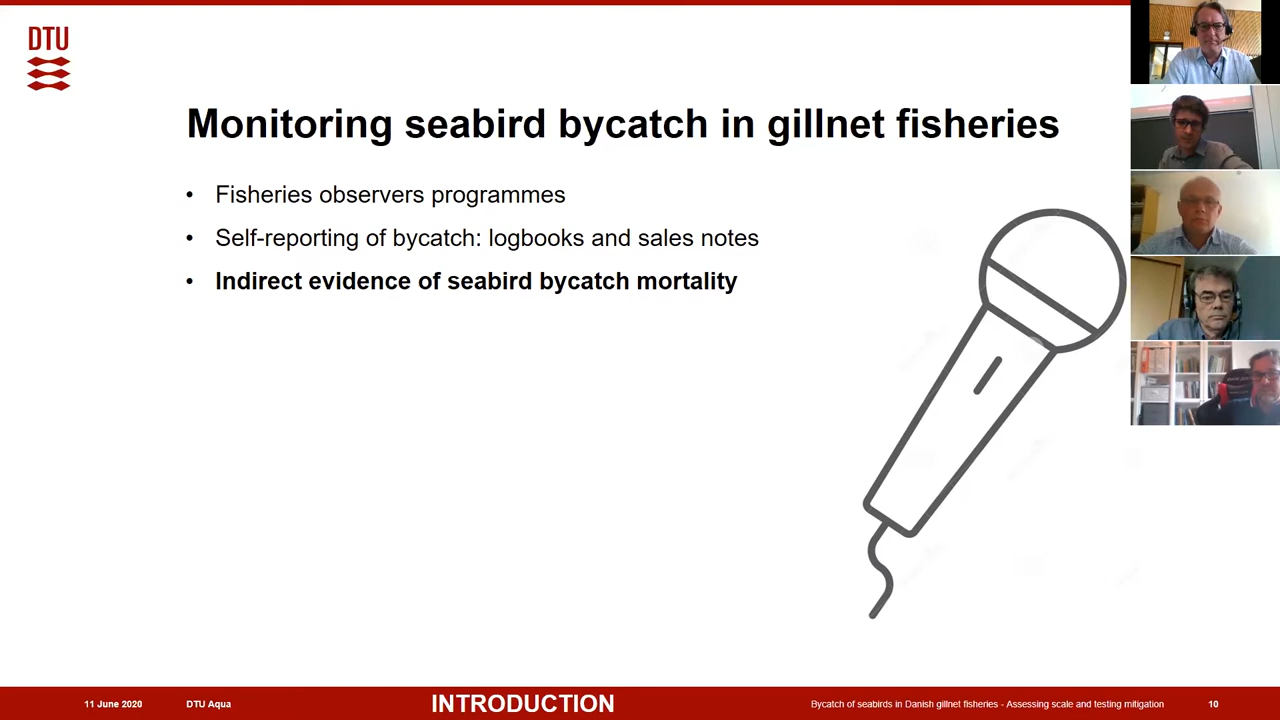 DTU
Monitoring seabird bycatch in gillnet fisheries
• Fisheries observers programmes
• Self-reporting of bycatch: logbooks and sales notes
• Indirect evidence of seabird bycatch mortality
11 June 2020
DTU Aqua
INTRODUCTION
Bycatch of seabirds in Danish gillnet fisheries - Assessing scale and testing mitigation
10